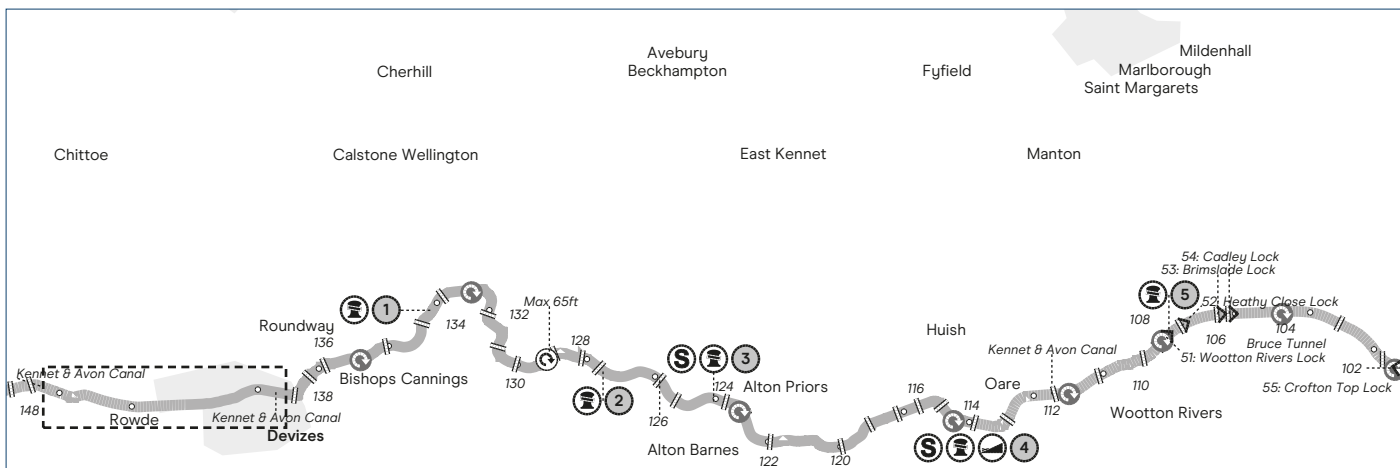 Avebury
Beckhampton
Mildenhall
Cherhill
Fyfield
Marlborough
Saint Margarets
Chittoe
Calstone Wellington
East Kennet
Manton
54: Cadley Lock
53: Brimslade Lock
52: Heathy Close Lock
1
Max 65ft
5
134
132
108
106
104
Roundway
136
Huish
Bruce Tunnel
51: Wootton Rivers Lock
128
Kennet & Avon Canal
S
3
102
Kennet & Avon Canal
Bishops Cannings
130
124
Alton Priors
Oare
110
55: Crofton Top Lock
138
2
116
112
148
Rowde
Kennet & Avon Canal
126
114
Wootton Rivers
Devizes
Alton Barnes
122
120
S
4